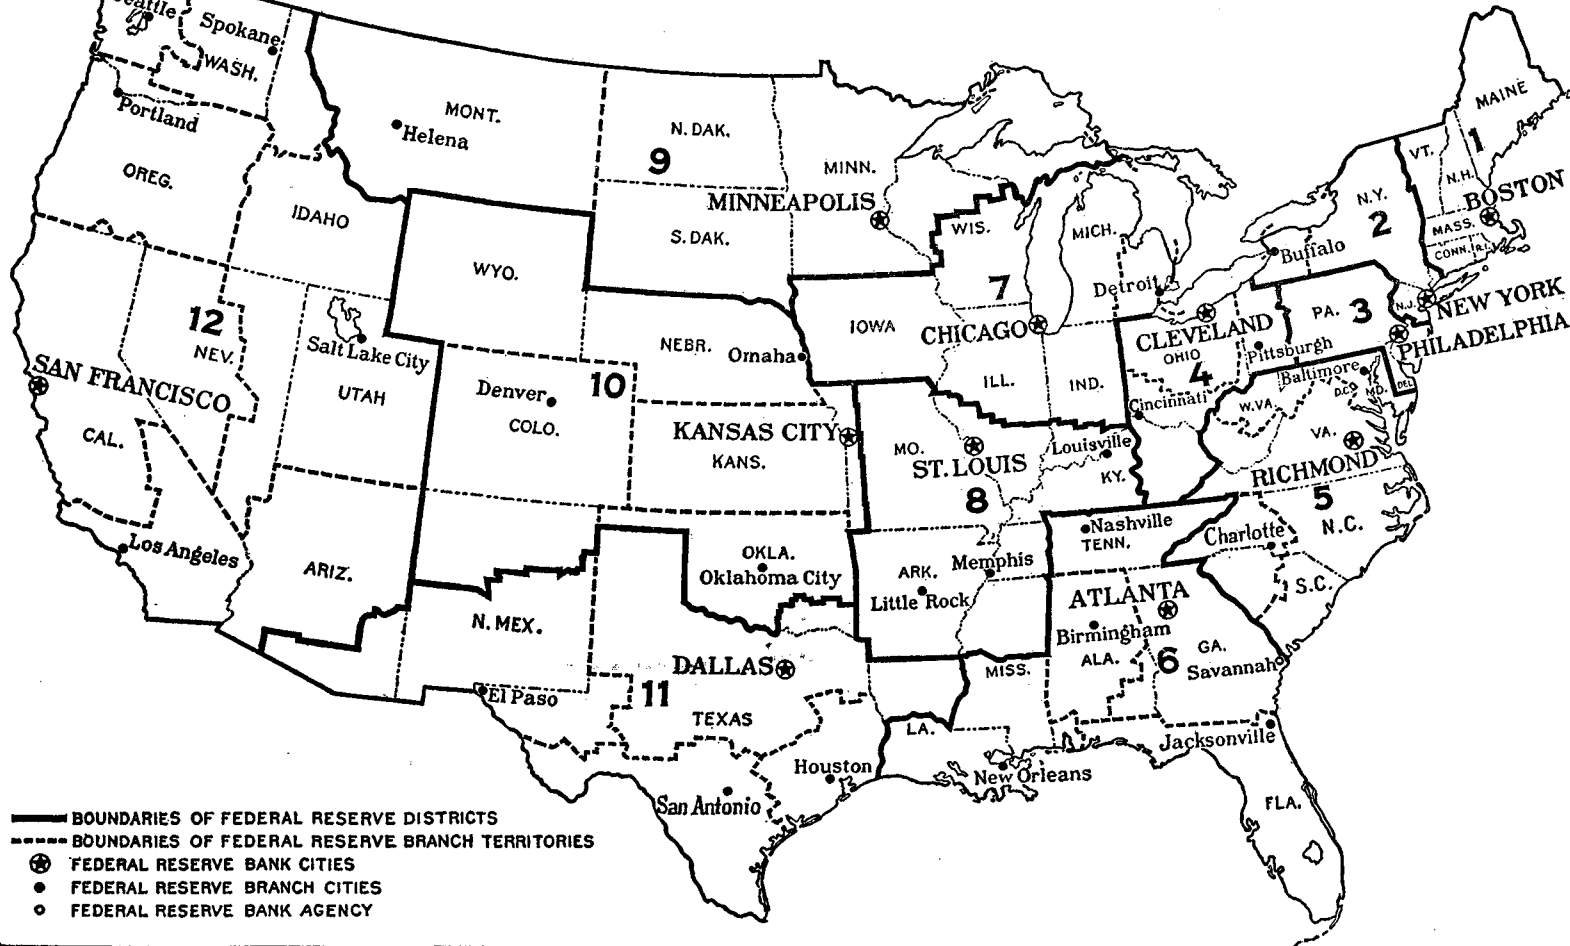 Seattle
Spokane
WASH.
Portland
OREG.
MONT.
Helena
IDAHO
N. DAK.
9
MINN.
MINNEAPOLIS
S. DAK.
WYO.
WIS.
MICH.
7
Detroit
MAINE
1
VT.
N.H.
BOSTON
MASS.
CONN.
R.I.
N.Y.
2
Buffalo
12
NEV.
Salt Lake City
UTAH
SAN FRANCISCO
CAL.
Los Angeles
ARIZ.
NEBR.
Omaha
IOWA
CHICAGO
ILL.
IND.
CLEVELAND
OHIO
4
Cincinnati
Pittsburgh
PA.
3
N.J.
NEW YORK
PHILADELPHIA
Baltimore
D.C.
MD.
DEL.
W.VA.
VA.
RICHMOND
5
Denver
COLO.
10
KANSAS CITY
KANS.
MO.
ST. LOUIS
8
Louisville
KY.
Nashville
TENN.
Charlotte
N.C.
S.C.
OKLA.
Oklahoma City
ARK.
Little Rock
Memphis
ATLANTA
Birmingham
ALA.
6
GA.
Savannah
N. MEX.
El Paso
DALLAS
11
TEXAS
Houston
San Antonio
MISS.
LA.
New Orleans
Jacksonville
FLA.
BOUNDARIES OF FEDERAL RESERVE DISTRICTS
BOUNDARIES OF FEDERAL RESERVE BRANCH TERRITORIES
FEDERAL RESERVE BANK CITIES
FEDERAL RESERVE BRANCH CITIES
FEDERAL RESERVE BANK AGENCY